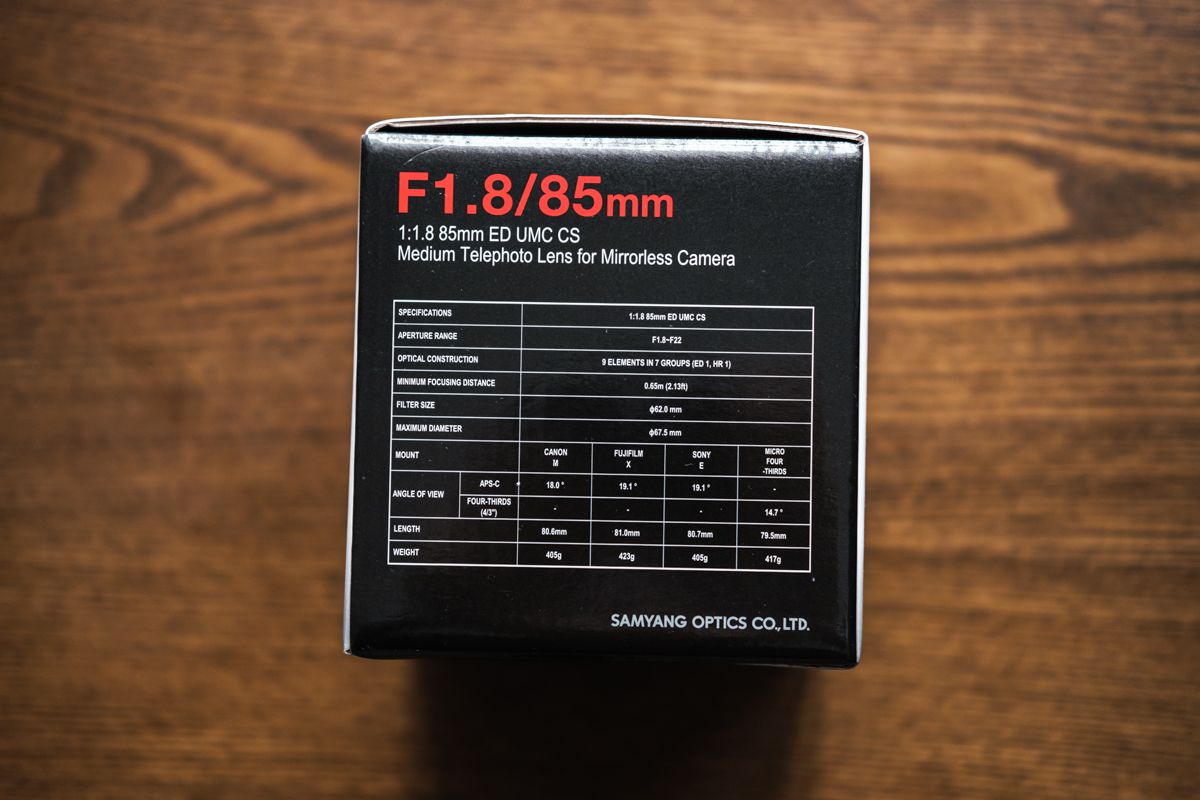 F1.8/85mm
1:1.8 85mm ED UMC CS
Medium Telephoto Lens for Mirrorless Camera
SPECIFICATIONS 1:1.8 85mm ED UMC CS
APERTURE RANGE F1.8~F22
OPTICAL CONSTRUCTION 9 ELEMENTS IN 7 GROUPS (ED 1, HR 1)
MINIMUM FOCUSING DISTANCE 0.65m (2.13ft)
FILTER SIZE ϕ62.0 mm
MAXIMUM DIAMETER ϕ67.5 mm
MOUNT CANON M FUJIFILM X SONY E MICRO FOUR -THIRDS
ANGLE OF VIEW APS-C 18.0 ° 19.1 ° 19.1 ° -
FOUR-THIRDS (4/3") - - - 14.7 °
LENGTH 80.6mm 81.0mm 80.7mm 79.5mm
WEIGHT 405g 423g 405g 417g
SAMYANG OPTICS CO.,LTD.